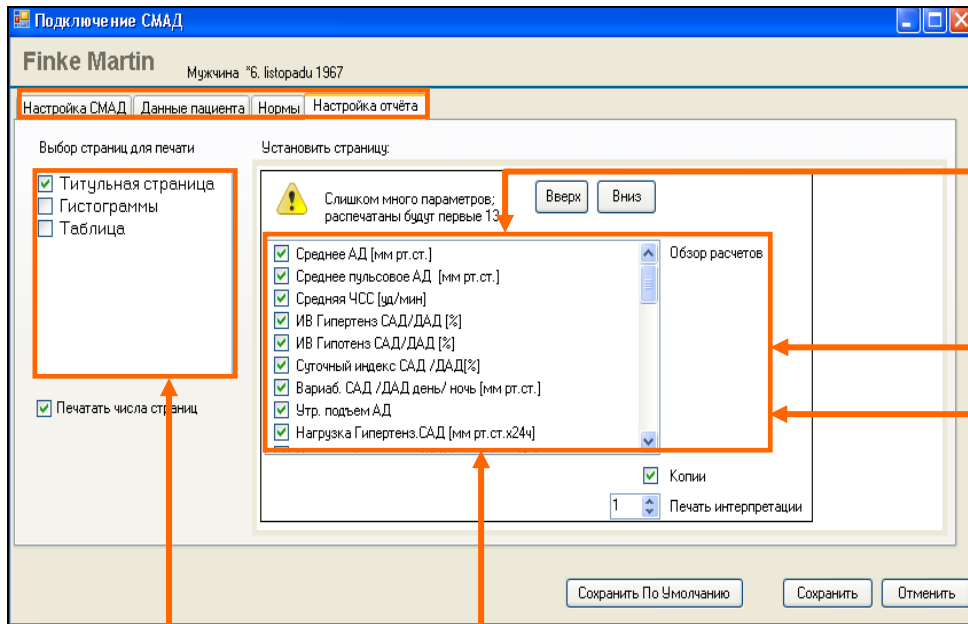 Подключение СМАД
Finke Martin
Мужчина *6. listopadu 1967
Настройка СМАД Данные пациента Нормы Настройка отчёта
Выбор страниц для печати
Титульная страница
Гистограммы
Таблица
Печатать числа страниц
Установить страницу:
Слишком много параметров;
распечатаны будут первые 13
Вверх Вниз
Среднее АД [мм рт.ст.]
Среднее пульсовое АД [мм рт.ст.]
Средняя ЧСС [уд/мин]
ИВ Гипертенз САД/ДАД [%]
ИВ Гипотенз САД/ДАД [%]
Суточный индекс САД /ДАД[%]
Вариаб. САД /ДАД день/ ночь [мм рт.ст.]
Утр. подъем АД
Нагрузка Гипертенз.САД [мм рт.ст.x24ч]
Обзор расчетов
Копии
1 Печать интерпретации
Сохранить По Умолчанию Сохранить Отменить